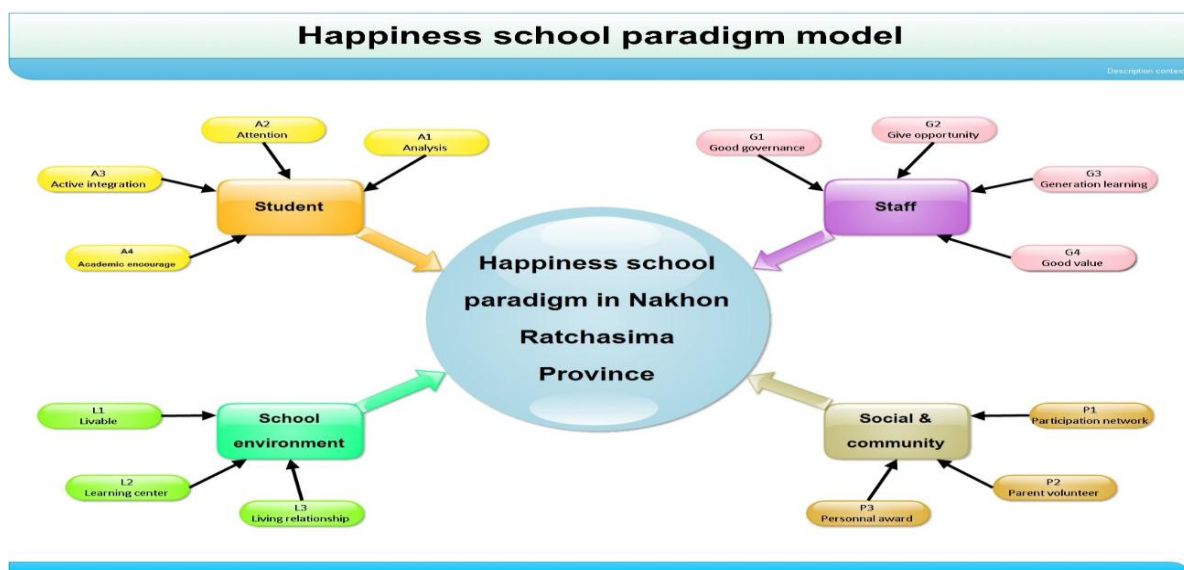 Happiness school paradigm model
Description contex
A2
Attention
A1
Analysis
A3
Active integration
Student
A4
Academic encourage
G1
Good governance
G2
Give opportunity
G3
Generation learning
Staff
G4
Good value
Happiness school
paradigm in Nakhon
Ratchasima
Province
L1
Livable
School
environment
L2
Learning center
L3
Living relationship
Social &
community
P1
Participation network
P2
Parent volunteer
P3
Personnal award